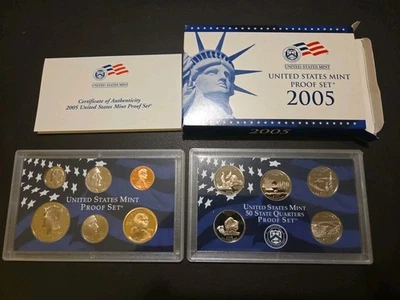 UNITED STATES MINT
Certificate of Authenticity
2005 United States Mint Proof Set®
UNITED STATES MINT
UNITED STATES MINT
PROOF SET®
2005
2005
UNITED STATES MINT
PROOF SET®
UNITED STATES MINT
50 STATE QUARTERS
PROOF SET®